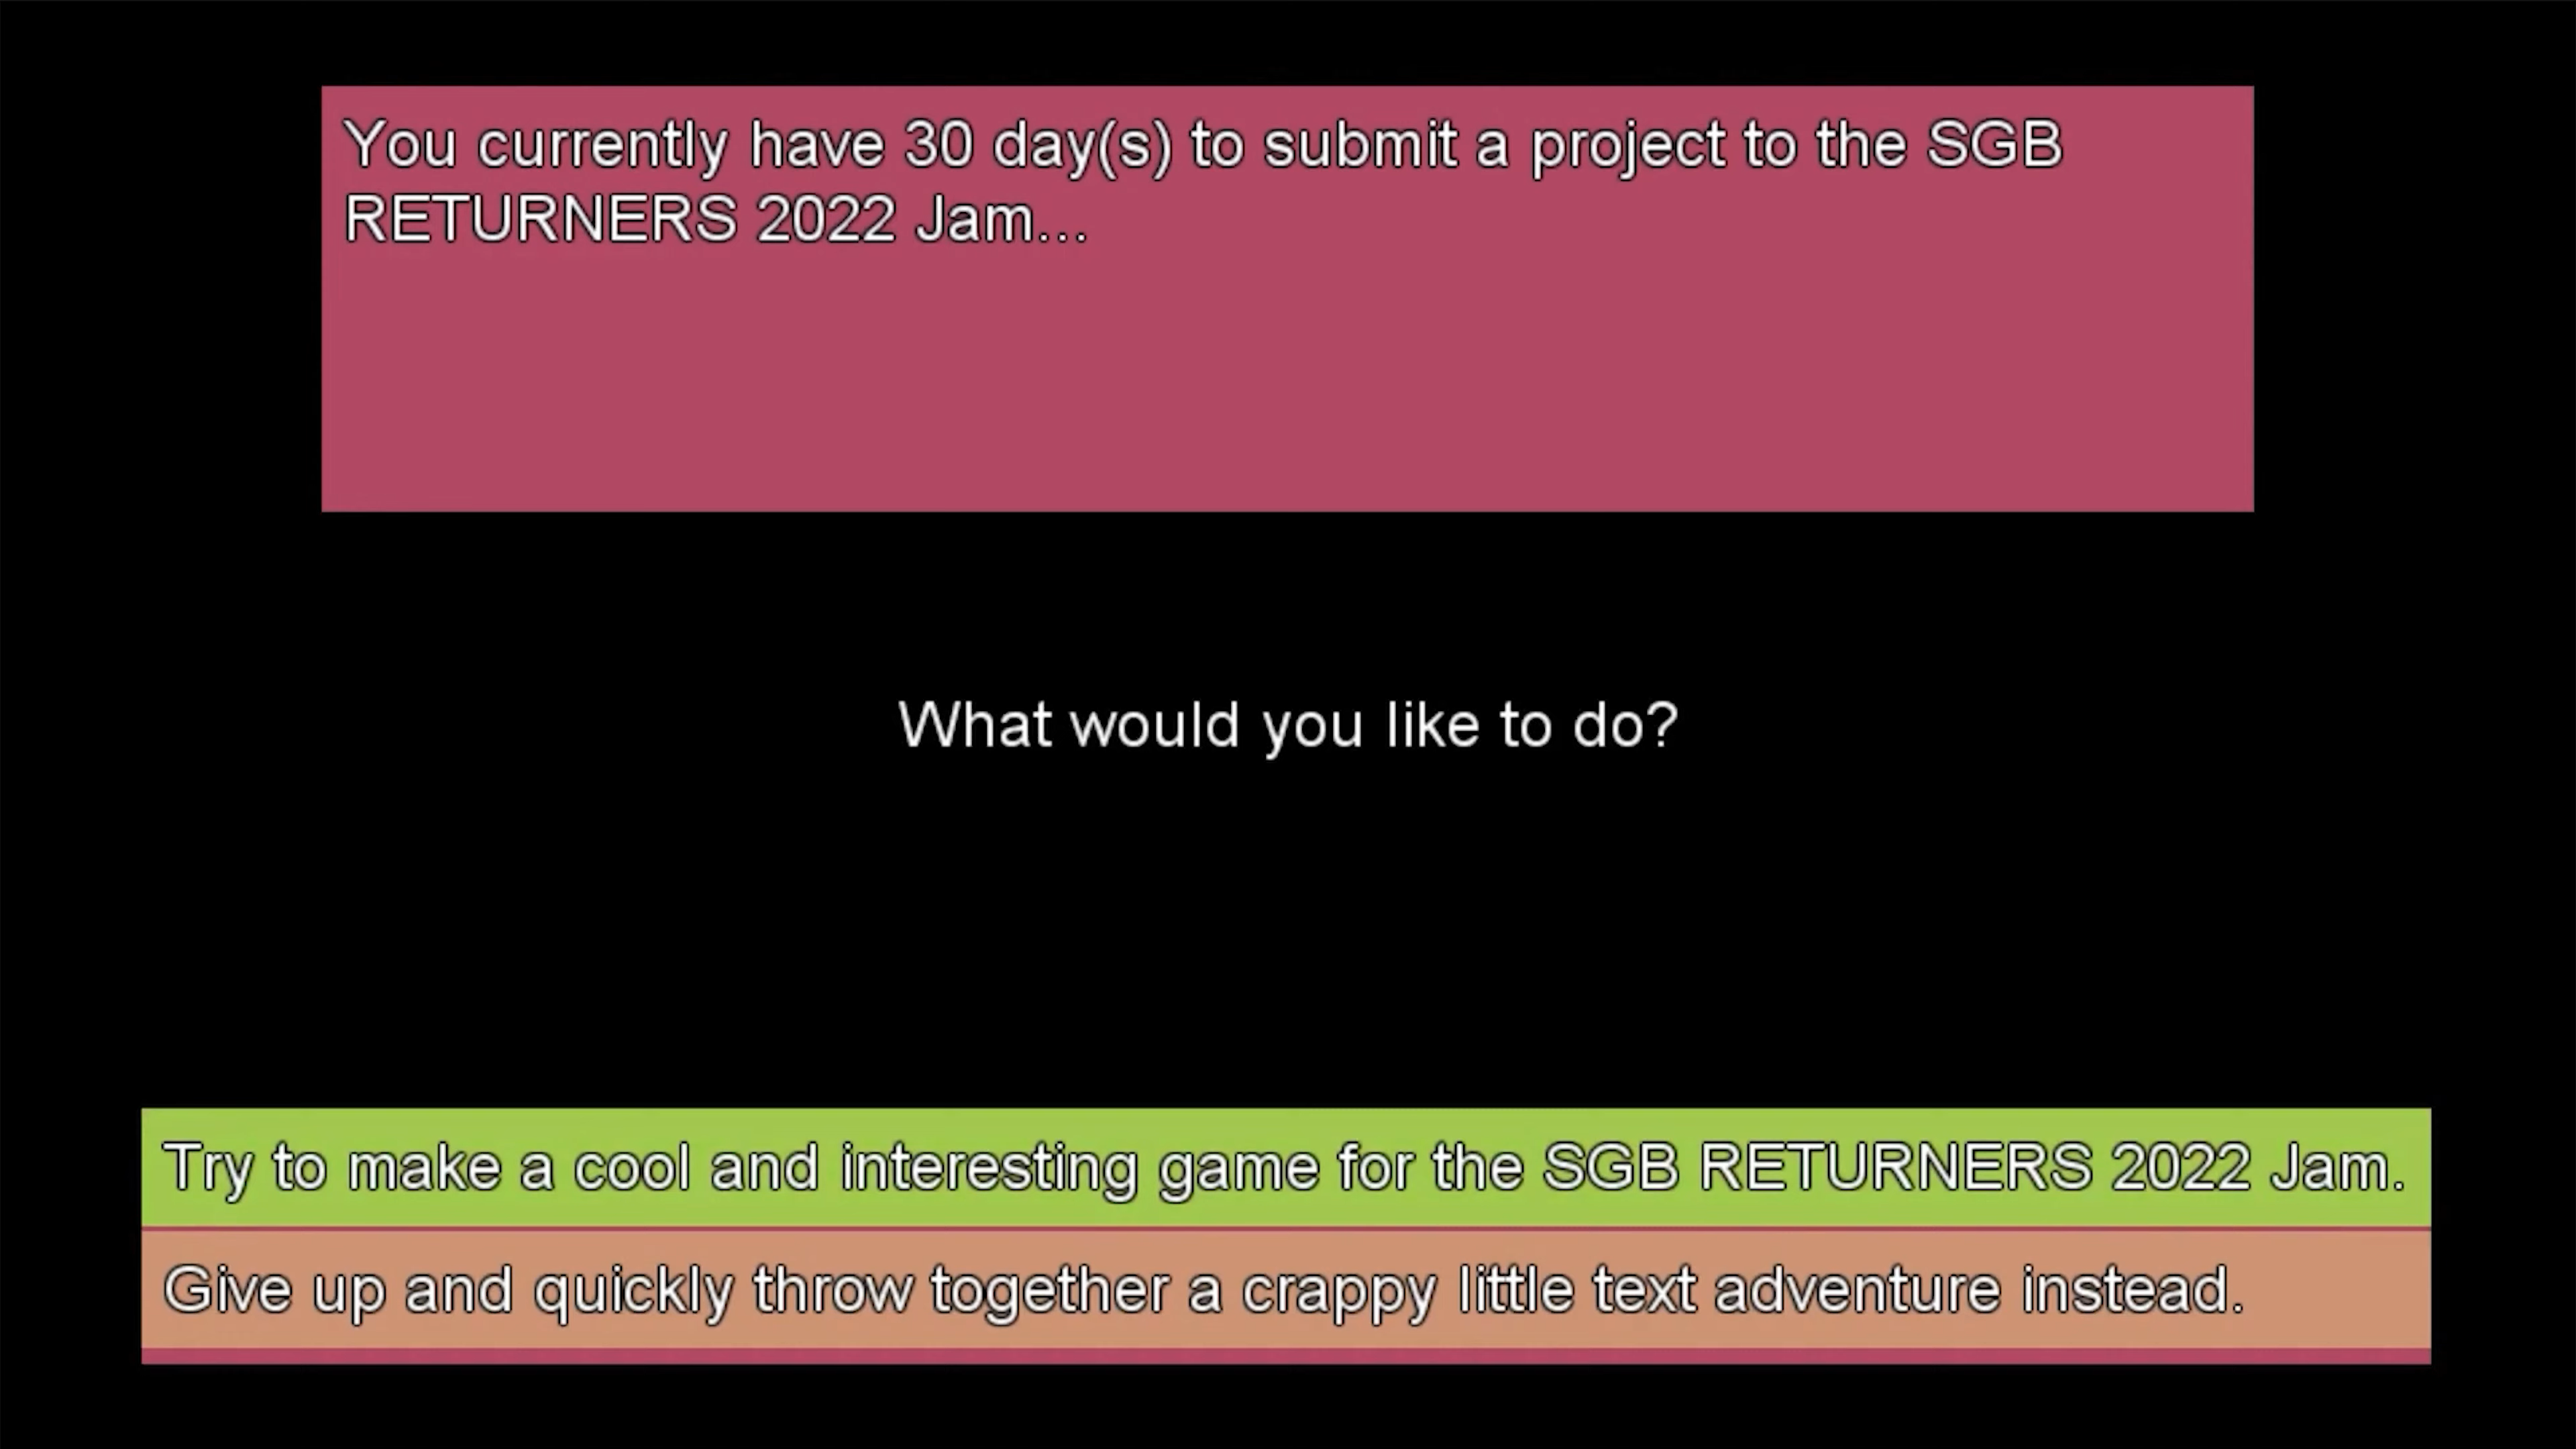 You currently have 30 day(s) to submit a project to the SGB
RETURNERS 2022 Jam...
What would you like to do?
Try to make a cool and interesting game for the SGB RETURNERS 2022 Jam.
Give up and quickly throw together a crappy little text adventure instead.